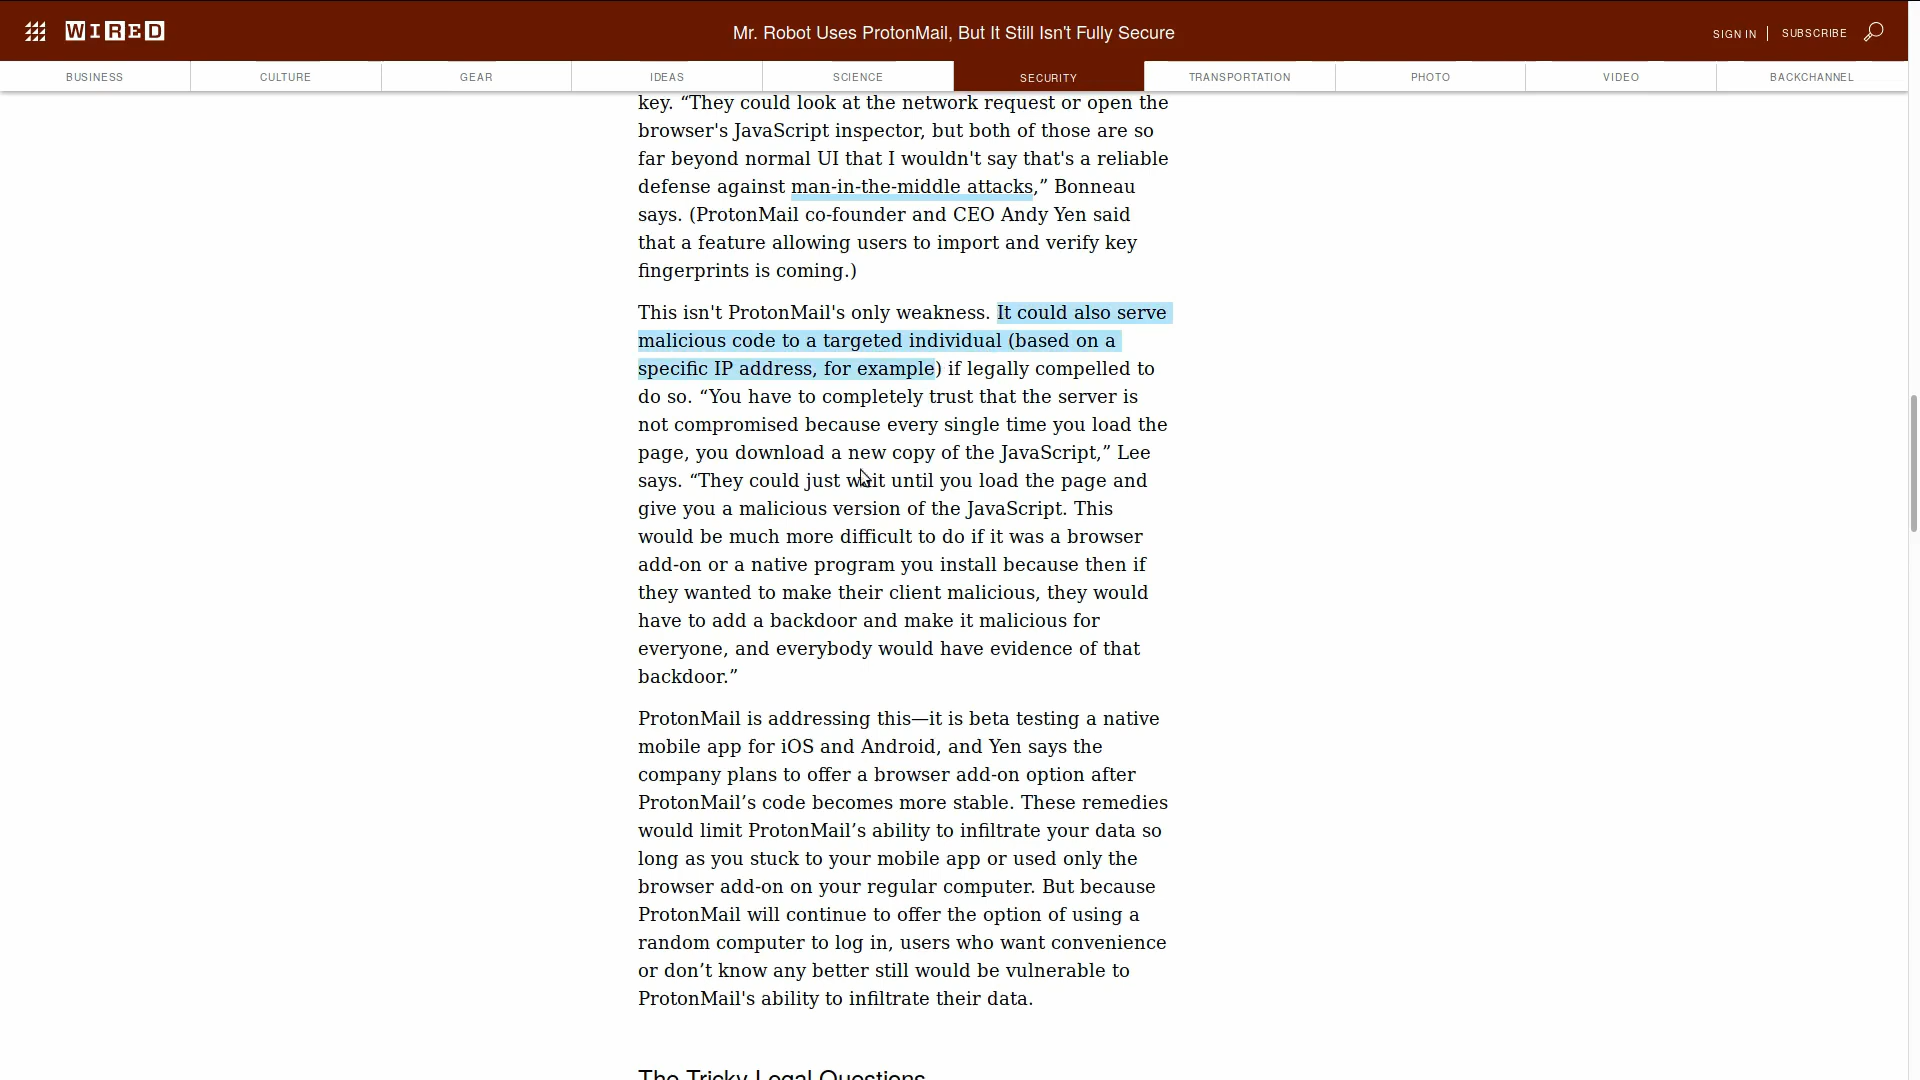 WIRED
Mr. Robot Uses ProtonMail, But It Still Isn't Fully Secure
SIGN IN
SUBSCRIBE
BUSINESS
CULTURE
GEAR
IDEAS
SCIENCE
SECURITY
TRANSPORTATION
PHOTO
VIDEO
BACKCHANNEL
key. “They could look at the network request or open the
browser's JavaScript inspector, but both of those are so
far beyond normal UI that I wouldn't say that's a reliable
defense against man-in-the-middle attacks,” Bonneau
says. (ProtonMail co-founder and CEO Andy Yen said
that a feature allowing users to import and verify key
fingerprints is coming.)
This isn't ProtonMail's only weakness. It could also serve
malicious code to a targeted individual (based on a
specific IP address, for example) if legally compelled to
do so. “You have to completely trust that the server is
not compromised because every single time you load the
page, you download a new copy of the JavaScript,” Lee
says. “They could just wait until you load the page and
give you a malicious version of the JavaScript. This
would be much more difficult to do if it was a browser
add-on or a native program you install because then if
they wanted to make their client malicious, they would
have to add a backdoor and make it malicious for
everyone, and everybody would have evidence of that
backdoor.”
ProtonMail is addressing this—it is beta testing a native
mobile app for iOS and Android, and Yen says the
company plans to offer a browser add-on option after
ProtonMail’s code becomes more stable. These remedies
would limit ProtonMail’s ability to infiltrate your data so
long as you stuck to your mobile app or used only the
browser add-on on your regular computer. But because
ProtonMail will continue to offer the option of using a
random computer to log in, users who want convenience
or don’t know any better still would be vulnerable to
ProtonMail's ability to infiltrate their data.
The Tricky Legal Questions